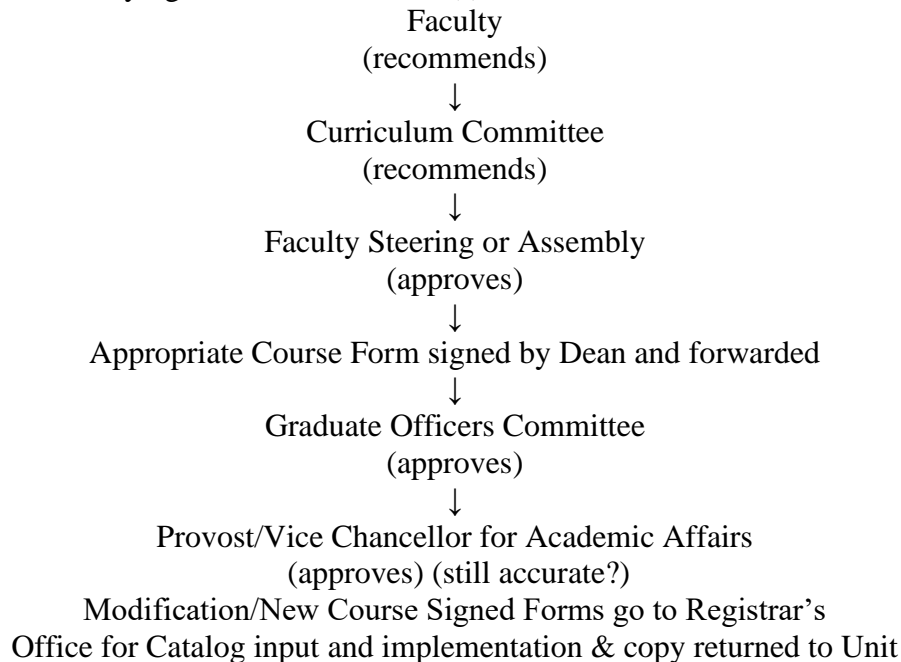 Faculty
(recommends)
↓
Curriculum Committee
(recommends)
↓
Faculty Steering or Assembly
(approves)
↓
Appropriate Course Form signed by Dean and forwarded
↓
Graduate Officers Committee
(approves)
↓
Provost/Vice Chancellor for Academic Affairs
(approves) (still accurate?)
Modification/New Course Signed Forms go to Registrar’s
Office for Catalog input and implementation & copy returned to Unit